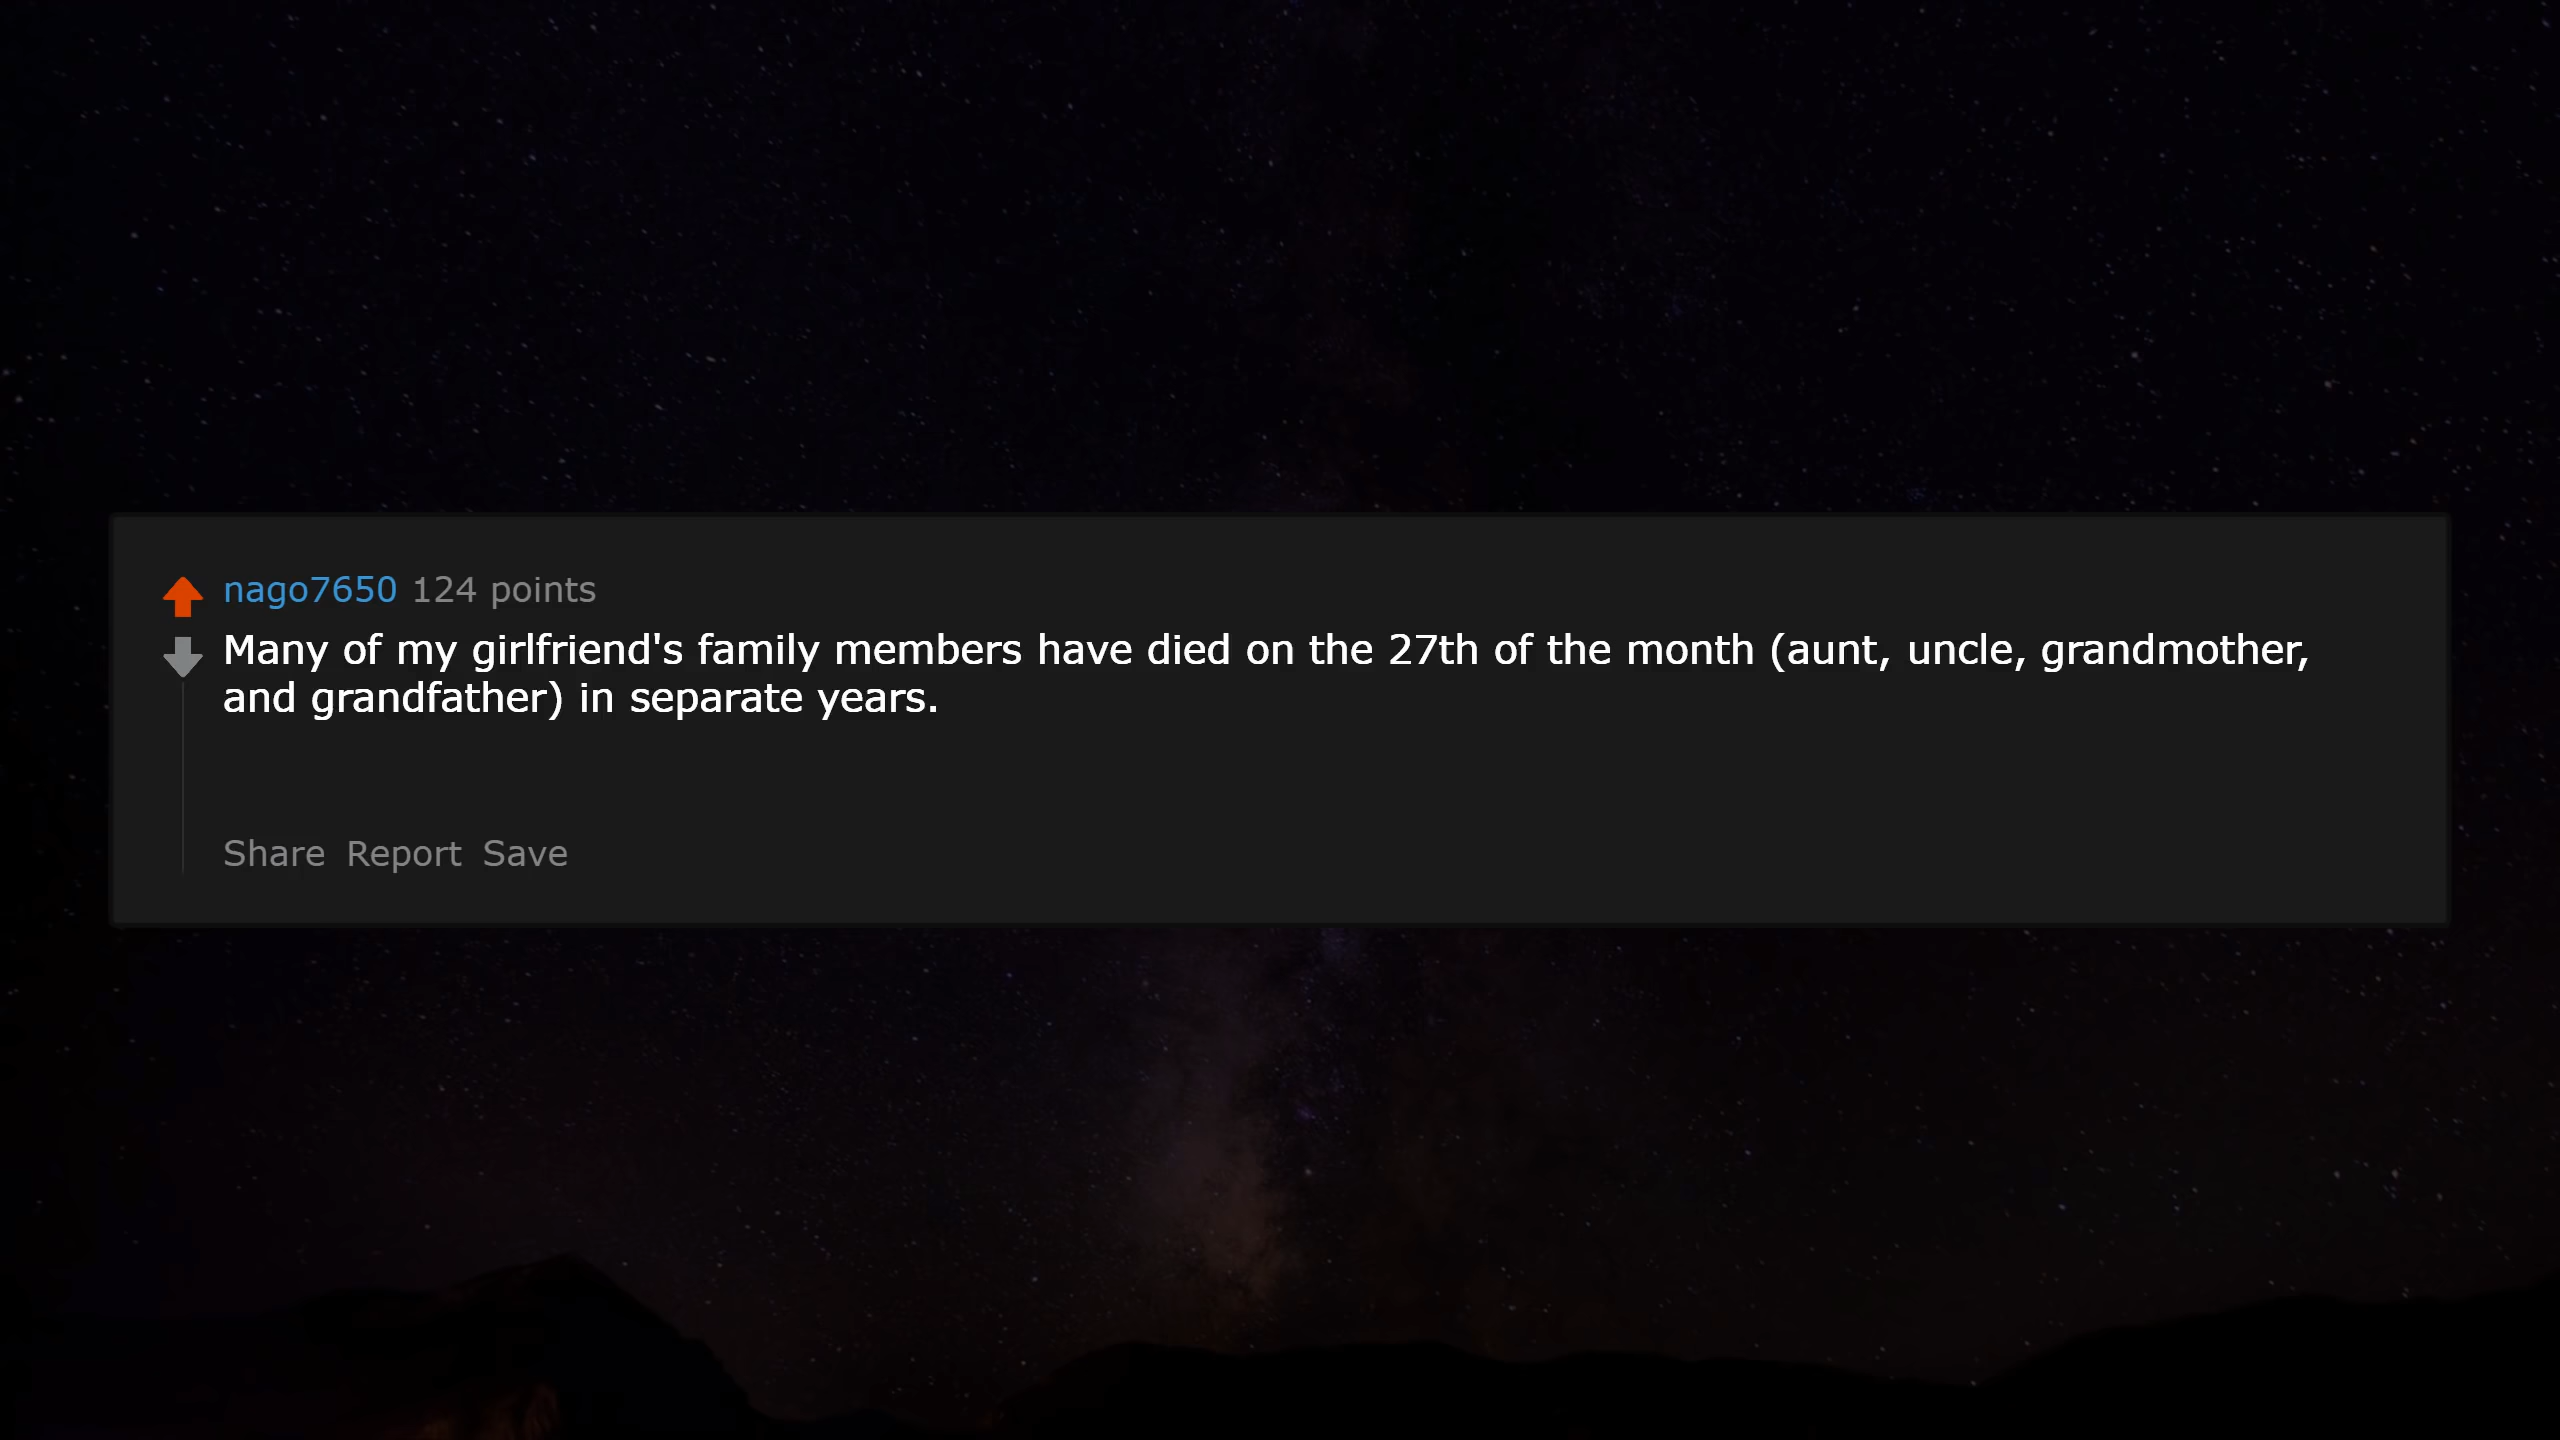 nago7650 124 points
Many of my girlfriend's family members have died on the 27th of the month (aunt, uncle, grandmother,
and grandfather) in separate years.
Share Report Save